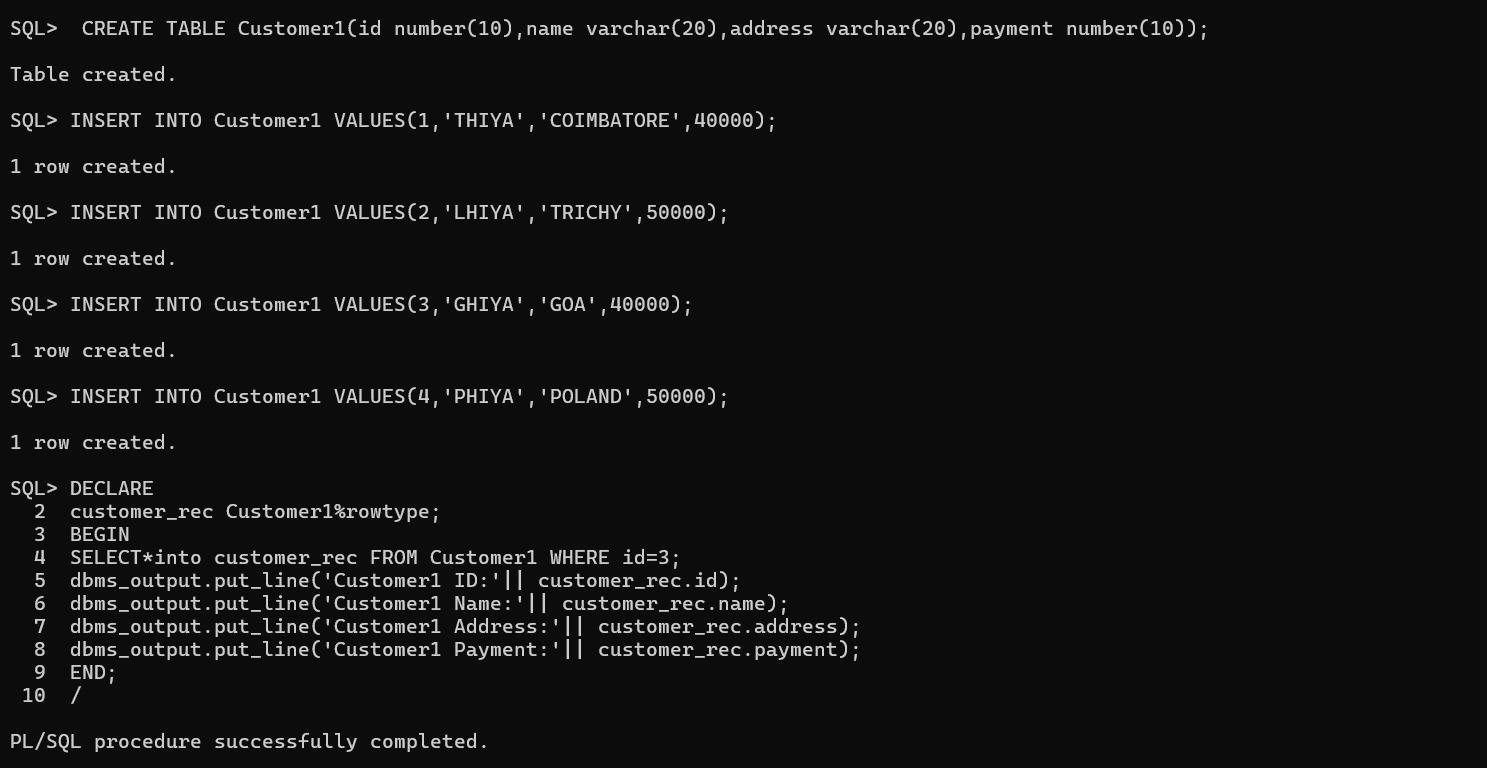 SQL>  CREATE TABLE Customer1(id number(10),name varchar(20),address varchar(20),payment number(10));
Table created.
SQL> INSERT INTO Customer1 VALUES(1,'THIYA','COIMBATORE',40000);
1 row created.
SQL> INSERT INTO Customer1 VALUES(2,'LHIYA','TRICHY',50000);
1 row created.
SQL> INSERT INTO Customer1 VALUES(3,'GHIYA','GOA',40000);
1 row created.
SQL> INSERT INTO Customer1 VALUES(4,'PHIYA','POLAND',50000);
1 row created.
SQL> DECLARE
  2  customer_rec Customer1%rowtype;
  3  BEGIN
  4  SELECT*into customer_rec FROM Customer1 WHERE id=3;
  5  dbms_output.put_line('Customer1 ID:'|| customer_rec.id);
  6  dbms_output.put_line('Customer1 Name:'|| customer_rec.name);
  7  dbms_output.put_line('Customer1 Address:'|| customer_rec.address);
  8  dbms_output.put_line('Customer1 Payment:'|| customer_rec.payment);
  9  END;
 10  /
PL/SQL procedure successfully completed.